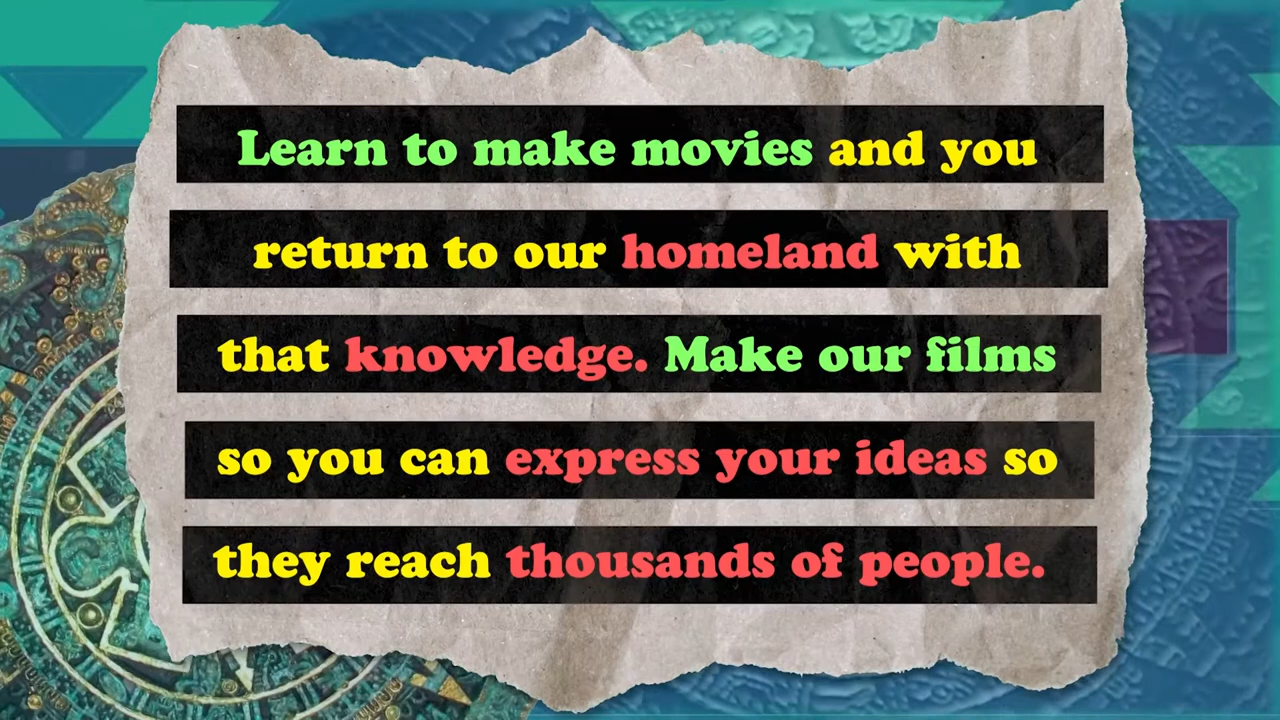 Learn to make movies and you
return to our homeland with
that knowledge. Make our films
so you can express your ideas so
they reach thousands of people.